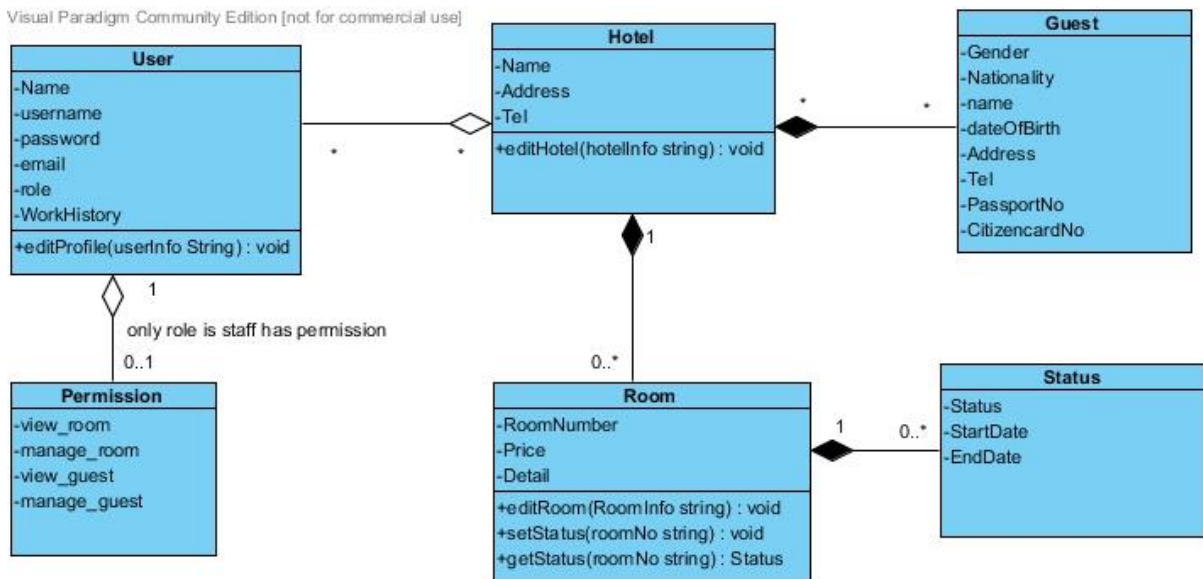 Visual Paradigm Community Edition [not for commercial use]
User
-Name
-username
-password
-email
-role
-WorkHistory
+editProfile(userInfo String) : void
Hotel
-Name
-Address
-Tel
+editHotel(hotelInfo string) : void
Guest
-Gender
-Nationality
-name
-dateOfBirth
-Address
-Tel
-PassportNo
-CitizencardNo
*
*
*
*
1
only role is staff has permission
0..1
1
0..*
Permission
-view_room
-manage_room
-view_guest
-manage_guest
Room
-RoomNumber
-Price
-Detail
+editRoom(RoomInfo string) : void
+setStatus(roomNo string) : void
+getStatus(roomNo string) : Status
1
0..*
Status
-Status
-StartDate
-EndDate